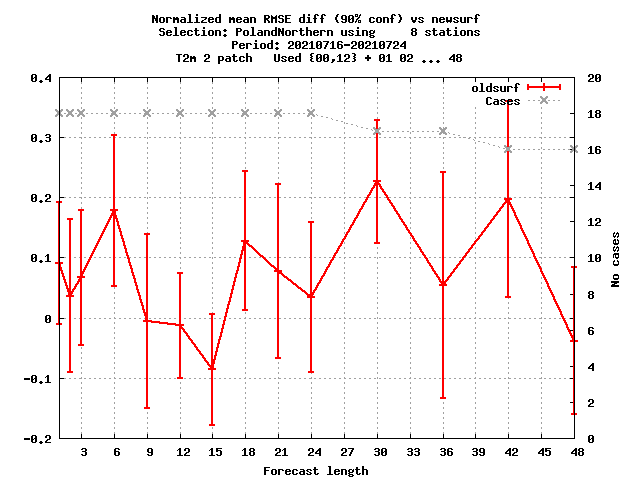 Normalized mean RMSE diff (90% conf) vs newsurf
Selection: PolandNorthern using     8 stations
Period: 20210716-20210724
T2m 2 patch   Used {00,12} + 01 02 ... 48
oldsurf
Cases
0.4
0.3
0.2
0.1
0
-0.1
-0.2
20
18
16
14
12
10
8
6
4
2
0
No cases
3 6 9 12 15 18 21 24 27 30 33 36 39 42 45 48
Forecast length